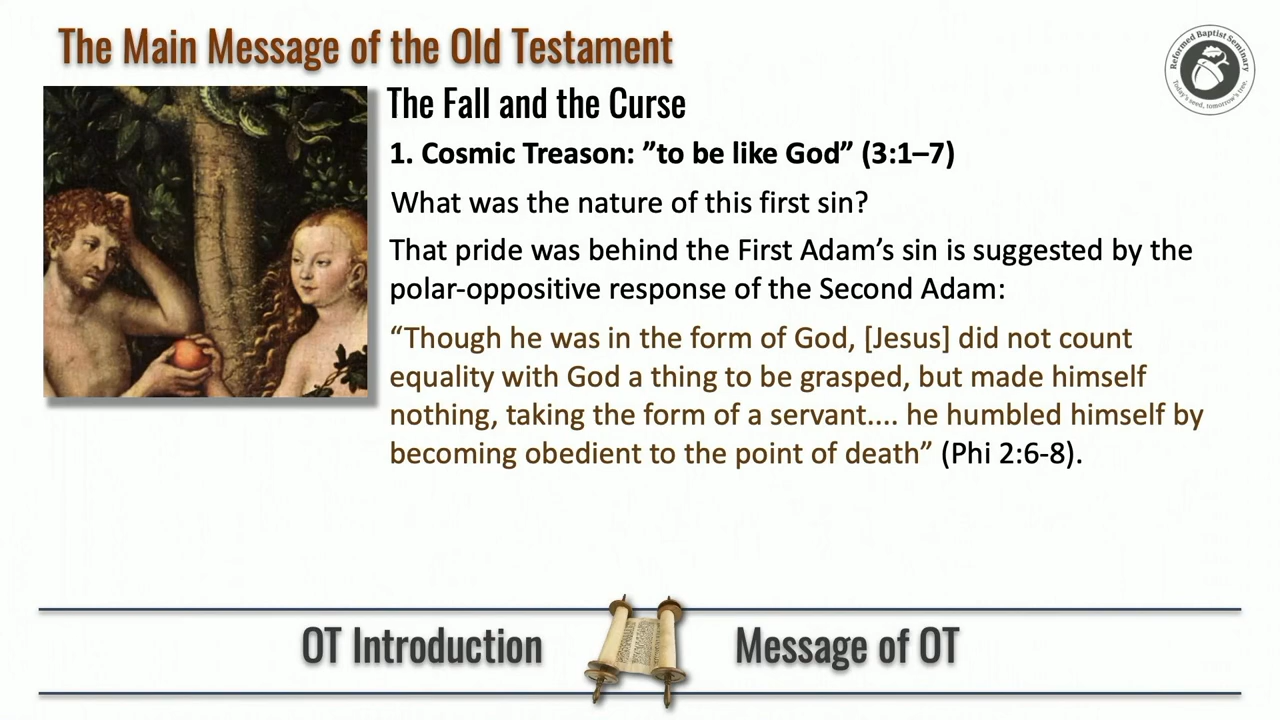 The Main Message of the Old Testament
Reformed Baptist Seminary
Today's seed, tomorrow's tree.
The Fall and the Curse
1. Cosmic Treason: ”to be like God” (3:1–7)
What was the nature of this first sin?
That pride was behind the First Adam’s sin is suggested by the
polar-oppositive response of the Second Adam:
“Though he was in the form of God, [Jesus] did not count
equality with God a thing to be grasped, but made himself
nothing, taking the form of a servant.... he humbled himself by
becoming obedient to the point of death” (Phi 2:6-8).
OT Introduction
Message of OT